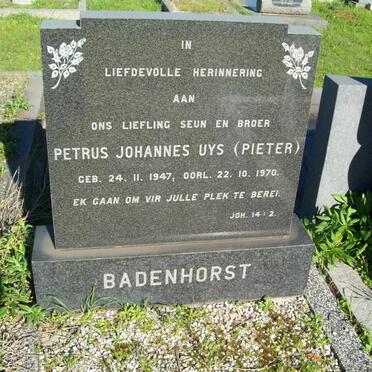 IN
LIEFDEVOLLE HERINNERING
AAN
ONS LIEFLING SEUN EN BROER
PETRUS JOHANNES UYS (PIETER)
GEB. 24. 11. 1947, OORL. 22. 10. 1970.
EK GAAN OM VIR JULLE PLEK TE BEREI.
JOH. 14:2.
BADENHORST